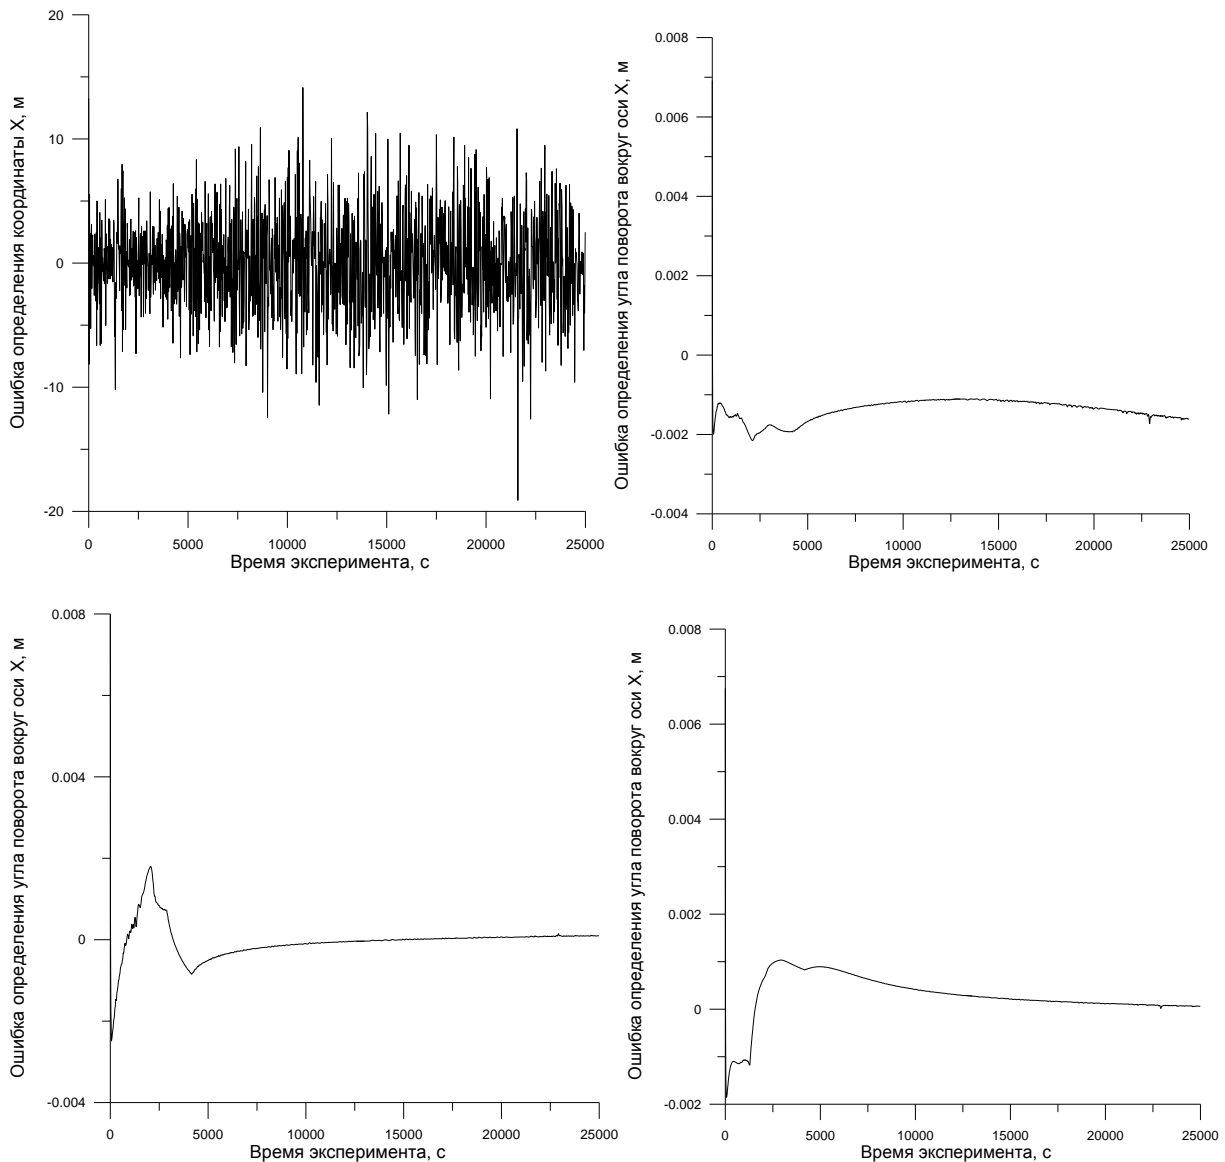 Ошибка определения координаты X, м
20
10
0
-10
-20
0 5000 10000 15000 20000 25000
Время эксперимента, с
Ошибка определения угла поворота вокруг оси X, м
0.008
0.006
0.004
0.002
0
-0.002
-0.004
0 5000 10000 15000 20000 25000
Время эксперимента, с
Ошибка определения угла поворота вокруг оси X, м
0.008
0.004
0
-0.004
0 5000 10000 15000 20000 25000
Время эксперимента, с
Ошибка определения угла поворота вокруг оси X, м
0.008
0.006
0.004
0.002
0
-0.002
0 5000 10000 15000 20000 25000
Время эксперимента, с